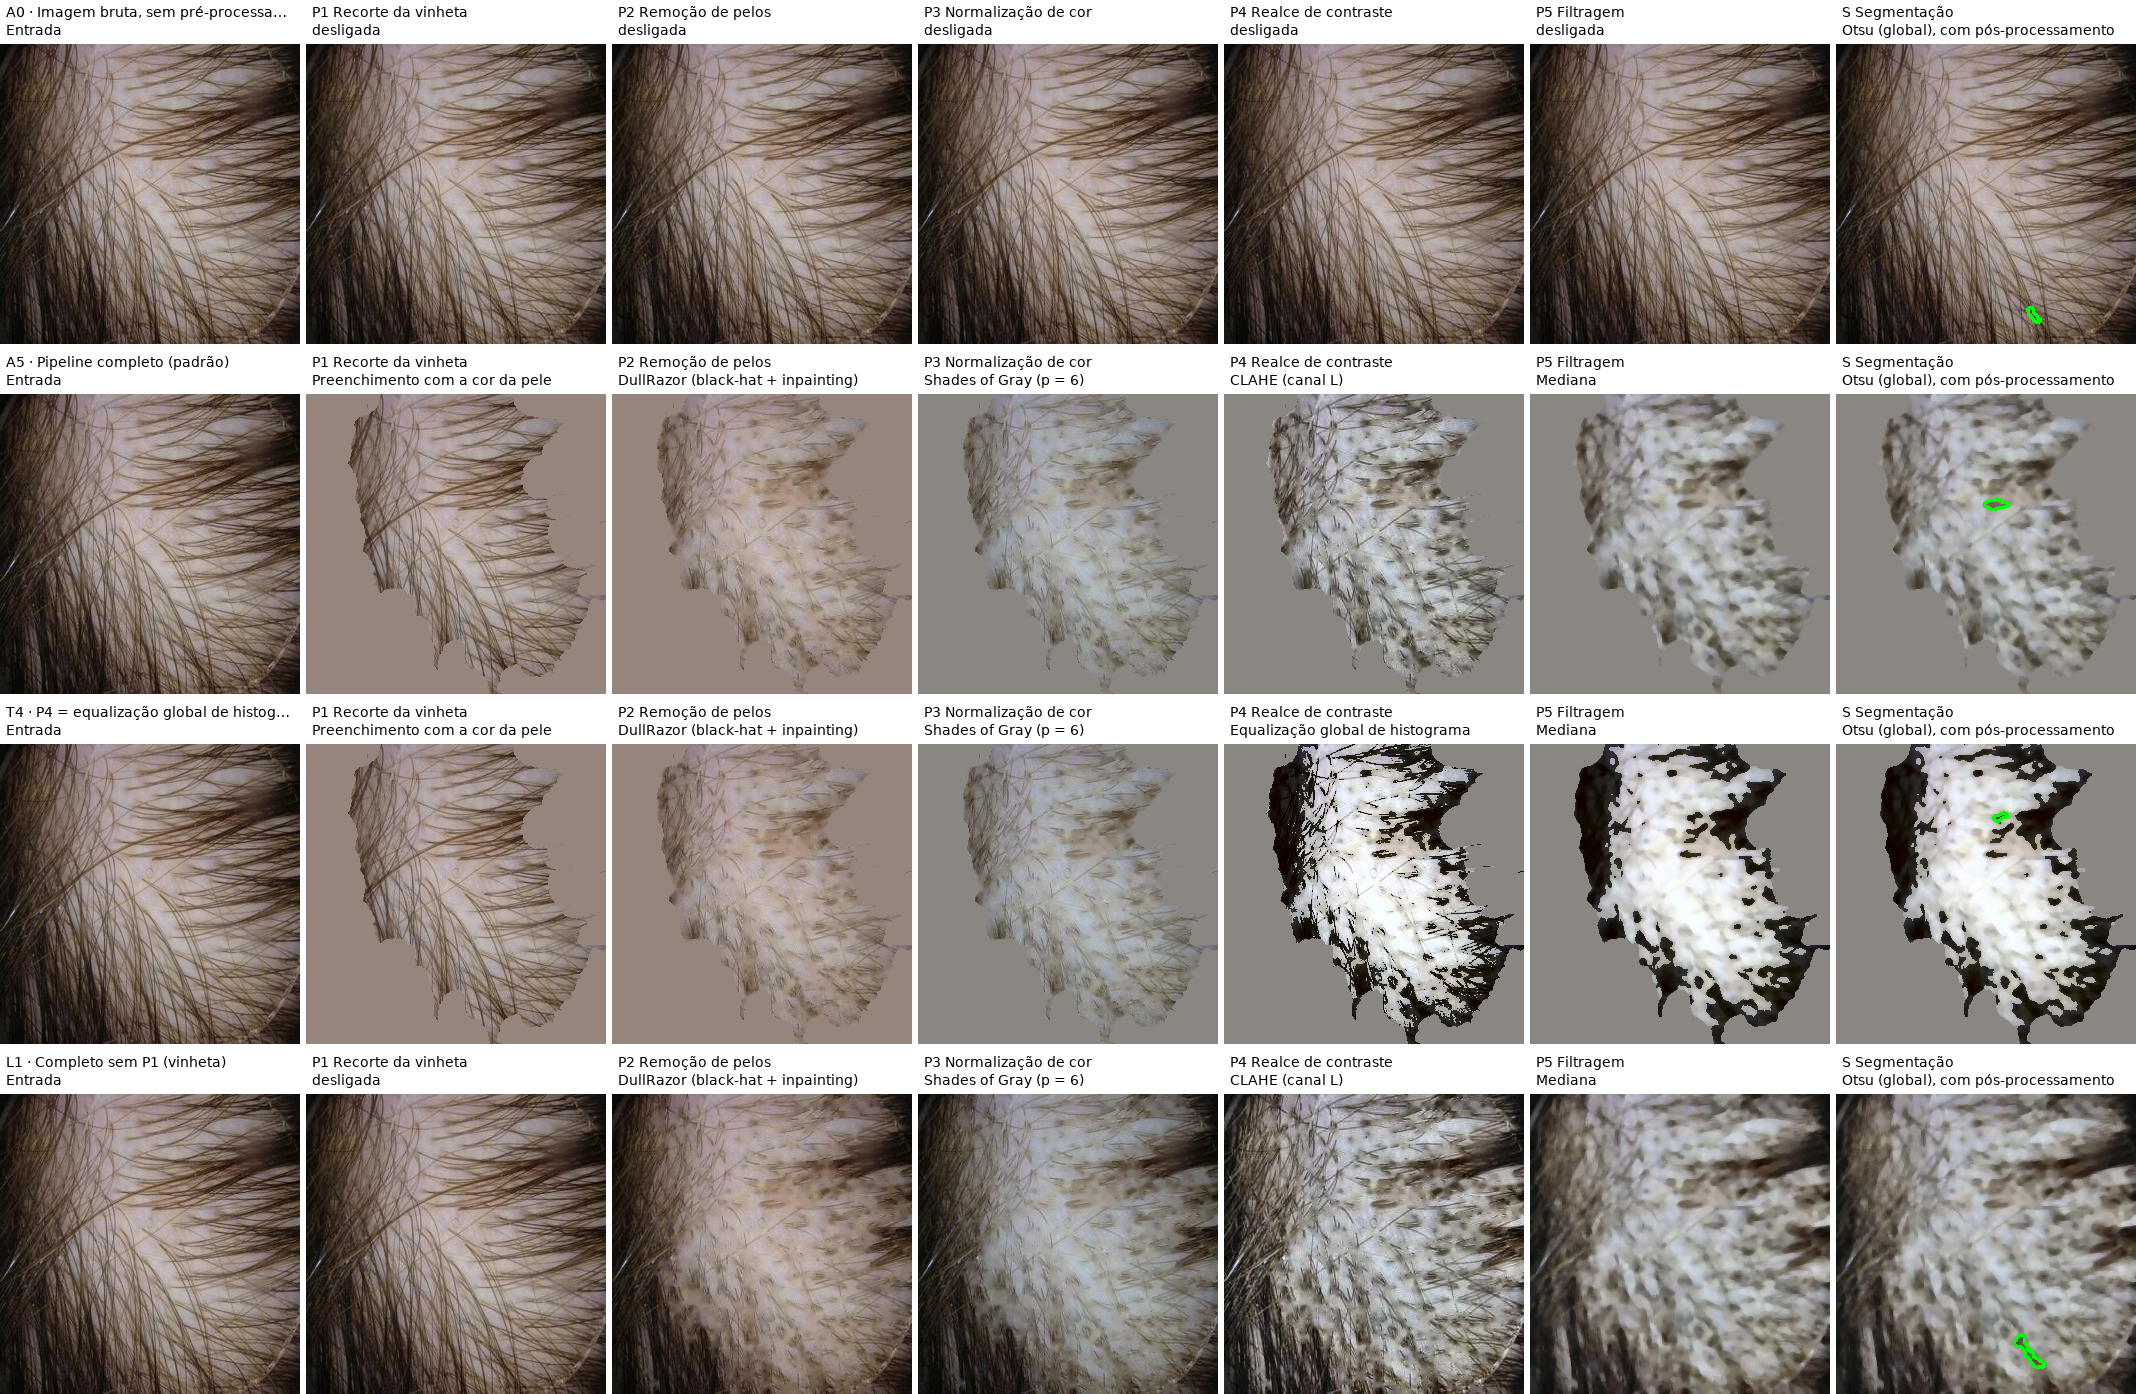 A0 · Imagem bruta, sem pré-processa…
Entrada
P1 Recorte da vinheta
desligada
P2 Remoção de pelos
desligada
P3 Normalização de cor
desligada
P4 Realce de contraste
desligada
P5 Filtragem
desligada
S Segmentação
Otsu (global), com pós-processamento
A5 · Pipeline completo (padrão)
Entrada
P1 Recorte da vinheta
Preenchimento com a cor da pele
P2 Remoção de pelos
DullRazor (black-hat + inpainting)
P3 Normalização de cor
Shades of Gray (p = 6)
P4 Realce de contraste
CLAHE (canal L)
P5 Filtragem
Mediana
S Segmentação
Otsu (global), com pós-processamento
T4 · P4 = equalização global de histog…
Entrada
P1 Recorte da vinheta
Preenchimento com a cor da pele
P2 Remoção de pelos
DullRazor (black-hat + inpainting)
P3 Normalização de cor
Shades of Gray (p = 6)
P4 Realce de contraste
Equalização global de histograma
P5 Filtragem
Mediana
S Segmentação
Otsu (global), com pós-processamento
L1 · Completo sem P1 (vinheta)
Entrada
P1 Recorte da vinheta
desligada
P2 Remoção de pelos
DullRazor (black-hat + inpainting)
P3 Normalização de cor
Shades of Gray (p = 6)
P4 Realce de contraste
CLAHE (canal L)
P5 Filtragem
Mediana
S Segmentação
Otsu (global), com pós-processamento